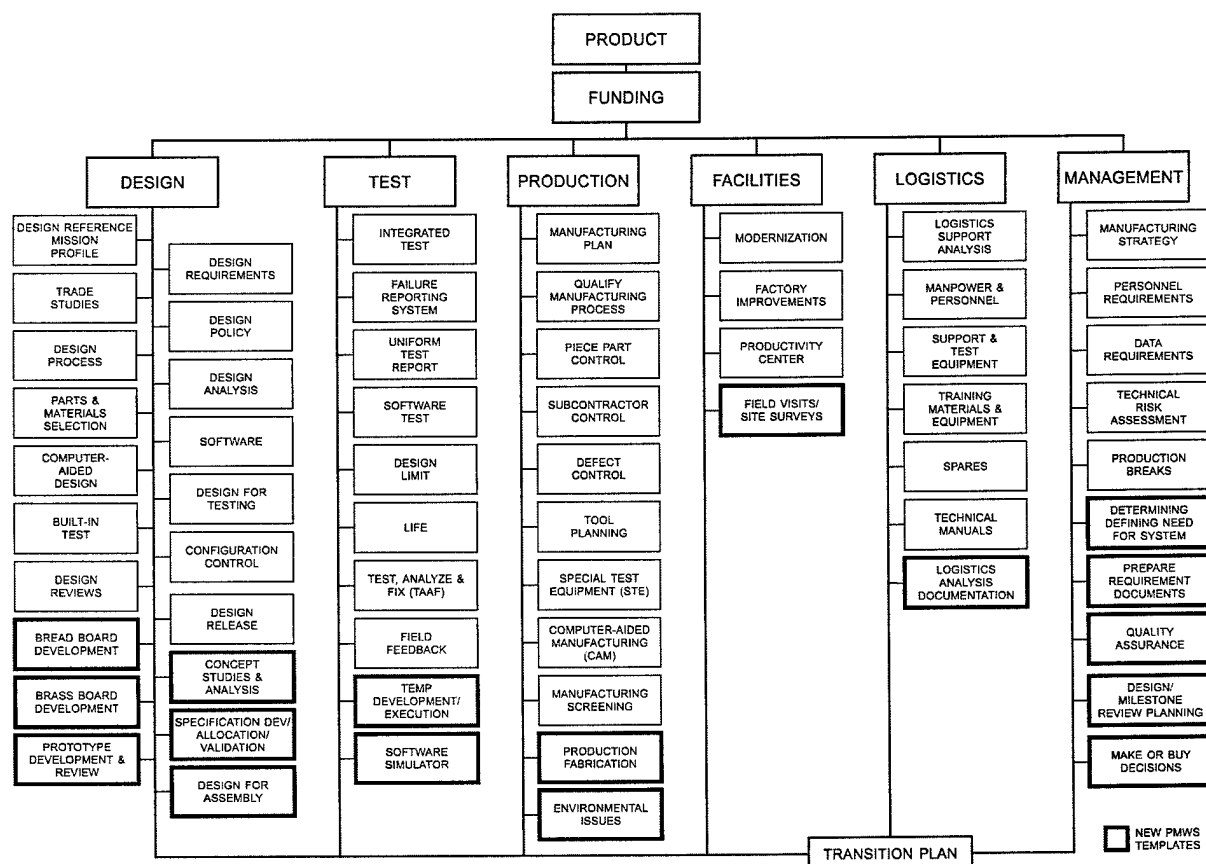 PRODUCT
FUNDING
DESIGN
TEST
PRODUCTION
FACILITIES
LOGISTICS
MANAGEMENT
DESIGN REFERENCE
MISSION
PROFILE
TRADE
STUDIES
DESIGN
PROCESS
PARTS &
MATERIALS
SELECTION
COMPUTER-
AIDED
DESIGN
BUILT-IN
TEST
DESIGN
REVIEWS
BREAD BOARD
DEVELOPMENT
BRASS BOARD
DEVELOPMENT
PROTOTYPE
DEVELOPMENT &
REVIEW
DESIGN
REQUIREMENTS
DESIGN
POLICY
DESIGN
ANALYSIS
SOFTWARE
DESIGN FOR
TESTING
CONFIGURATION
CONTROL
DESIGN
RELEASE
CONCEPT
STUDIES &
ANALYSIS
SPECIFICATION DEV/
ALLOCATION/
VALIDATION
DESIGN FOR
ASSEMBLY
INTEGRATED
TEST
FAILURE
REPORTING
SYSTEM
UNIFORM
TEST
REPORT
SOFTWARE
TEST
DESIGN
LIMIT
LIFE
TEST, ANALYZE &
FIX (TAAF)
FIELD
FEEDBACK
TEMP
DEVELOPMENT/
EXECUTION
SOFTWARE
SIMULATOR
MANUFACTURING
PLAN
QUALIFY
MANUFACTURING
PROCESS
PIECE PART
CONTROL
SUBCONTRACTOR
CONTROL
DEFECT
CONTROL
TOOL
PLANNING
SPECIAL TEST
EQUIPMENT (STE)
COMPUTER-AIDED
MANUFACTURING
(CAM)
MANUFACTURING
SCREENING
PRODUCTION
FABRICATION
ENVIRONMENTAL
ISSUES
MODERNIZATION
FACTORY
IMPROVEMENTS
PRODUCTIVITY
CENTER
FIELD VISITS/
SITE SURVEYS
LOGISTICS
SUPPORT
ANALYSIS
MANPOWER &
PERSONNEL
SUPPORT &
TEST
EQUIPMENT
TRAINING
MATERIALS &
EQUIPMENT
SPARES
TECHNICAL
MANUALS
LOGISTICS
ANALYSIS
DOCUMENTATION
MANUFACTURING
STRATEGY
PERSONNEL
REQUIREMENTS
DATA
REQUIREMENTS
TECHNICAL
RISK
ASSESSMENT
PRODUCTION
BREAKS
DETERMINING
DEFINING NEED
FOR SYSTEM
PREPARE
REQUIREMENT
DOCUMENTS
QUALITY
ASSURANCE
DESIGN/
MILESTONE
REVIEW PLANNING
MAKE OR BUY
DECISIONS
TRANSITION PLAN
NEW PMWS
TEMPLATES